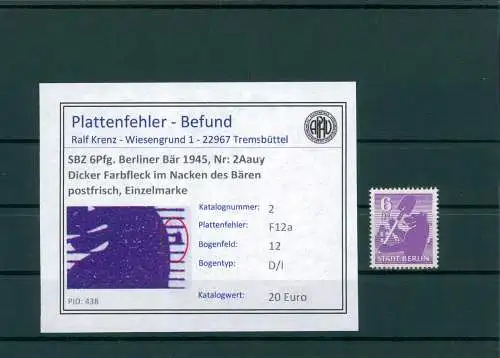 Plattenfehler - Befund
Ralf Krenz - Wiesengrund 1 - 22967 Tremsbüttel
SBZ 6Pfg. Berliner Bär 1945, Nr: 2Aauy
Dicker Farbfleck im Nacken des Bären
postfrisch, Einzelmarke
Katalognummer: 2
Plattenfehler: F12a
Bogenfeld: 12
Bogentyp: D/I
Katalogwert: 20 Euro
PID: 438
6
STADT BERLIN